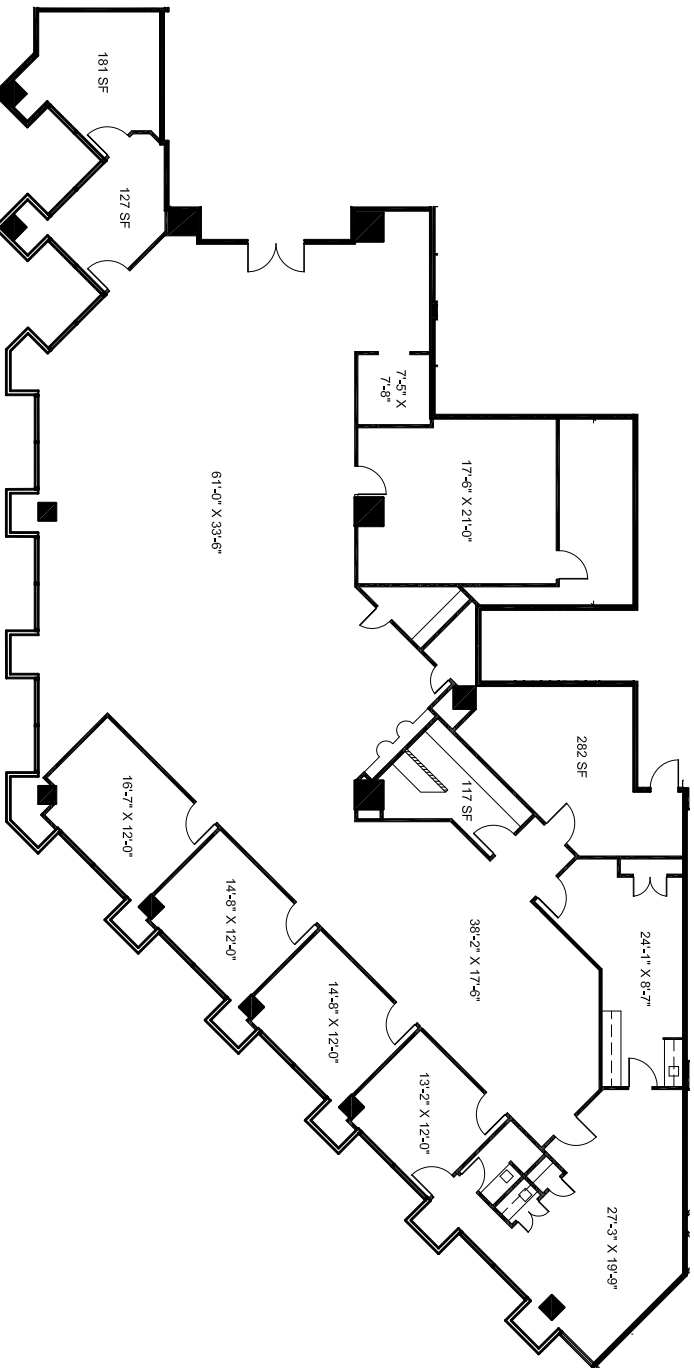 181 SF
127 SF
7'-5" X
7'-8"
17'-6" X 21'-0"
61'-0" X 33'-6"
282 SF
117 SF
16'-7" X 12'-0"
14'-8" X 12'-0"
38'-2" X 17'-6"
24'-1" X 8'-7"
14'-8" X 12'-0"
13'-2" X 12'-0"
27'-3" X 19'-9"